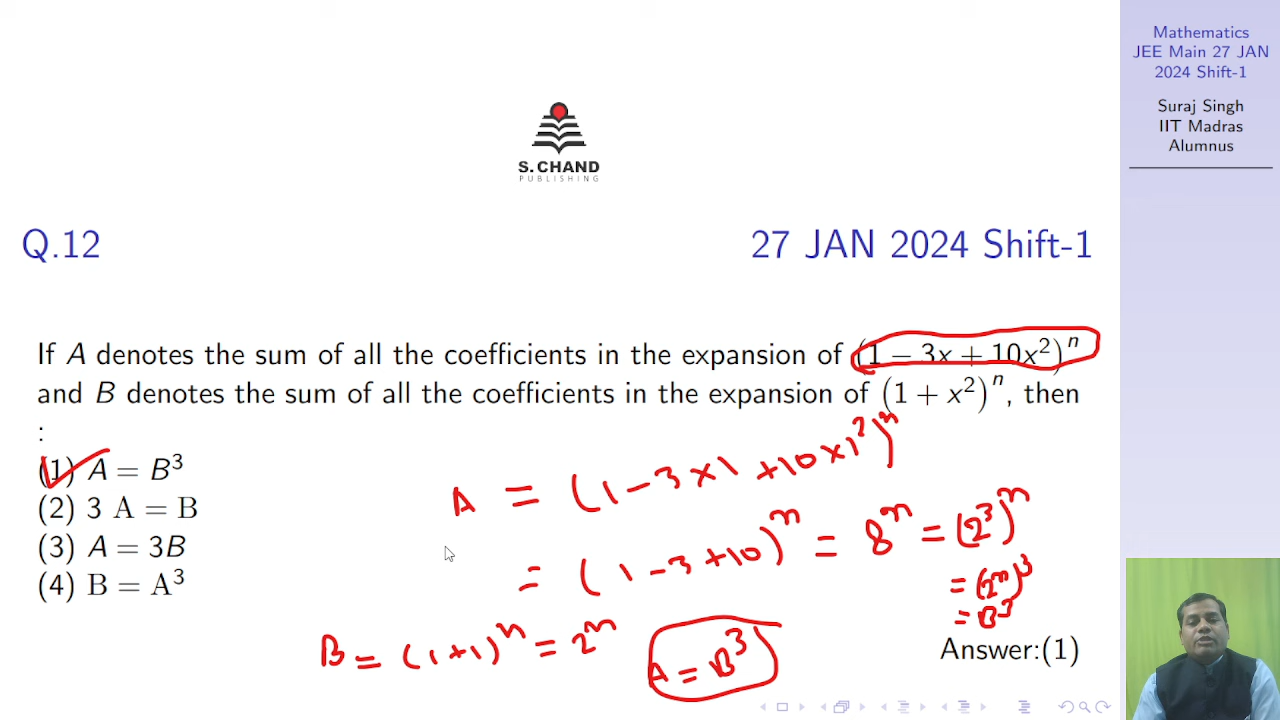 Mathematics
JEE Main 27 JAN
2024 Shift-1
Suraj Singh
IIT Madras
Alumnus
S. CHAND
PUBLISHING
Q.12
27 JAN 2024 Shift-1
If A denotes the sum of all the coefficients in the expansion of (1 − 3x + 10x²)ⁿ
and B denotes the sum of all the coefficients in the expansion of (1 + x²)ⁿ, then
:
(1) A = B³
(2) 3 A = B
(3) A = 3B
(4) B = A³
A = (1−3×1 +10×1²)ⁿ
= (1−3+10)ⁿ = 8ⁿ = (2³)ⁿ
= (2ⁿ)³
= B³
B = (1+1)ⁿ = 2ⁿ
A = B³
Answer:(1)